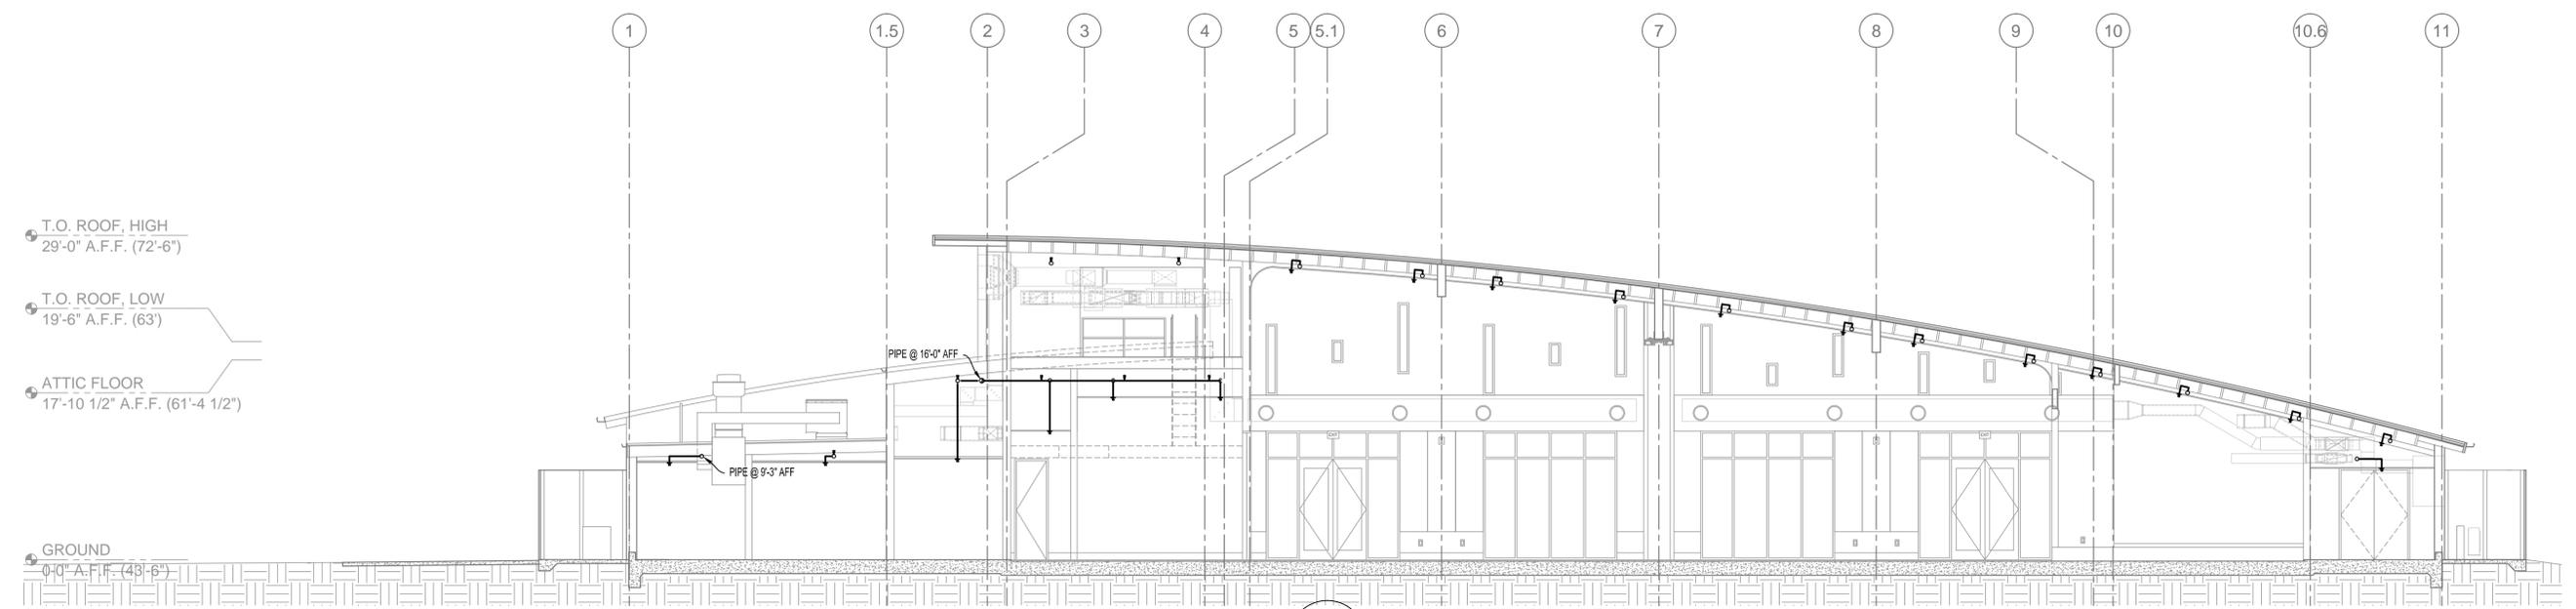 1
1.5
2
3
4
5
5.1
6
7
8
9
10
10.6
11
T.O. ROOF, HIGH
29'-0" A.F.F. (72'-6")
T.O. ROOF, LOW
19'-6" A.F.F. (63')
PIPE @ 16'-0" AFF
ATTIC FLOOR
17'-10 1/2" A.F.F. (61'-4 1/2")
EXIT
EXIT
PIPE @ 9'-3" AFF
GROUND
0-0" A.F.F. (43'-6")